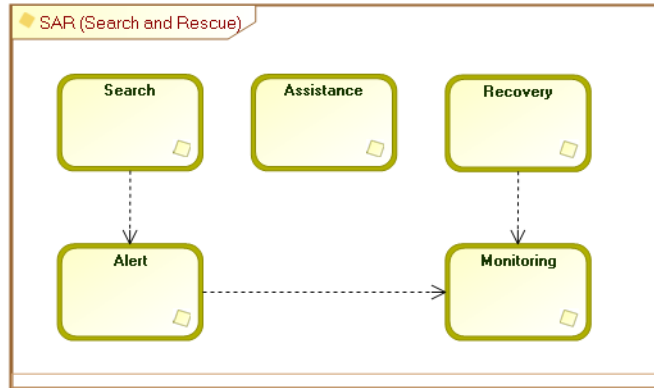 SAR (Search and Rescue)
Search
Assistance
Recovery
Alert
Monitoring